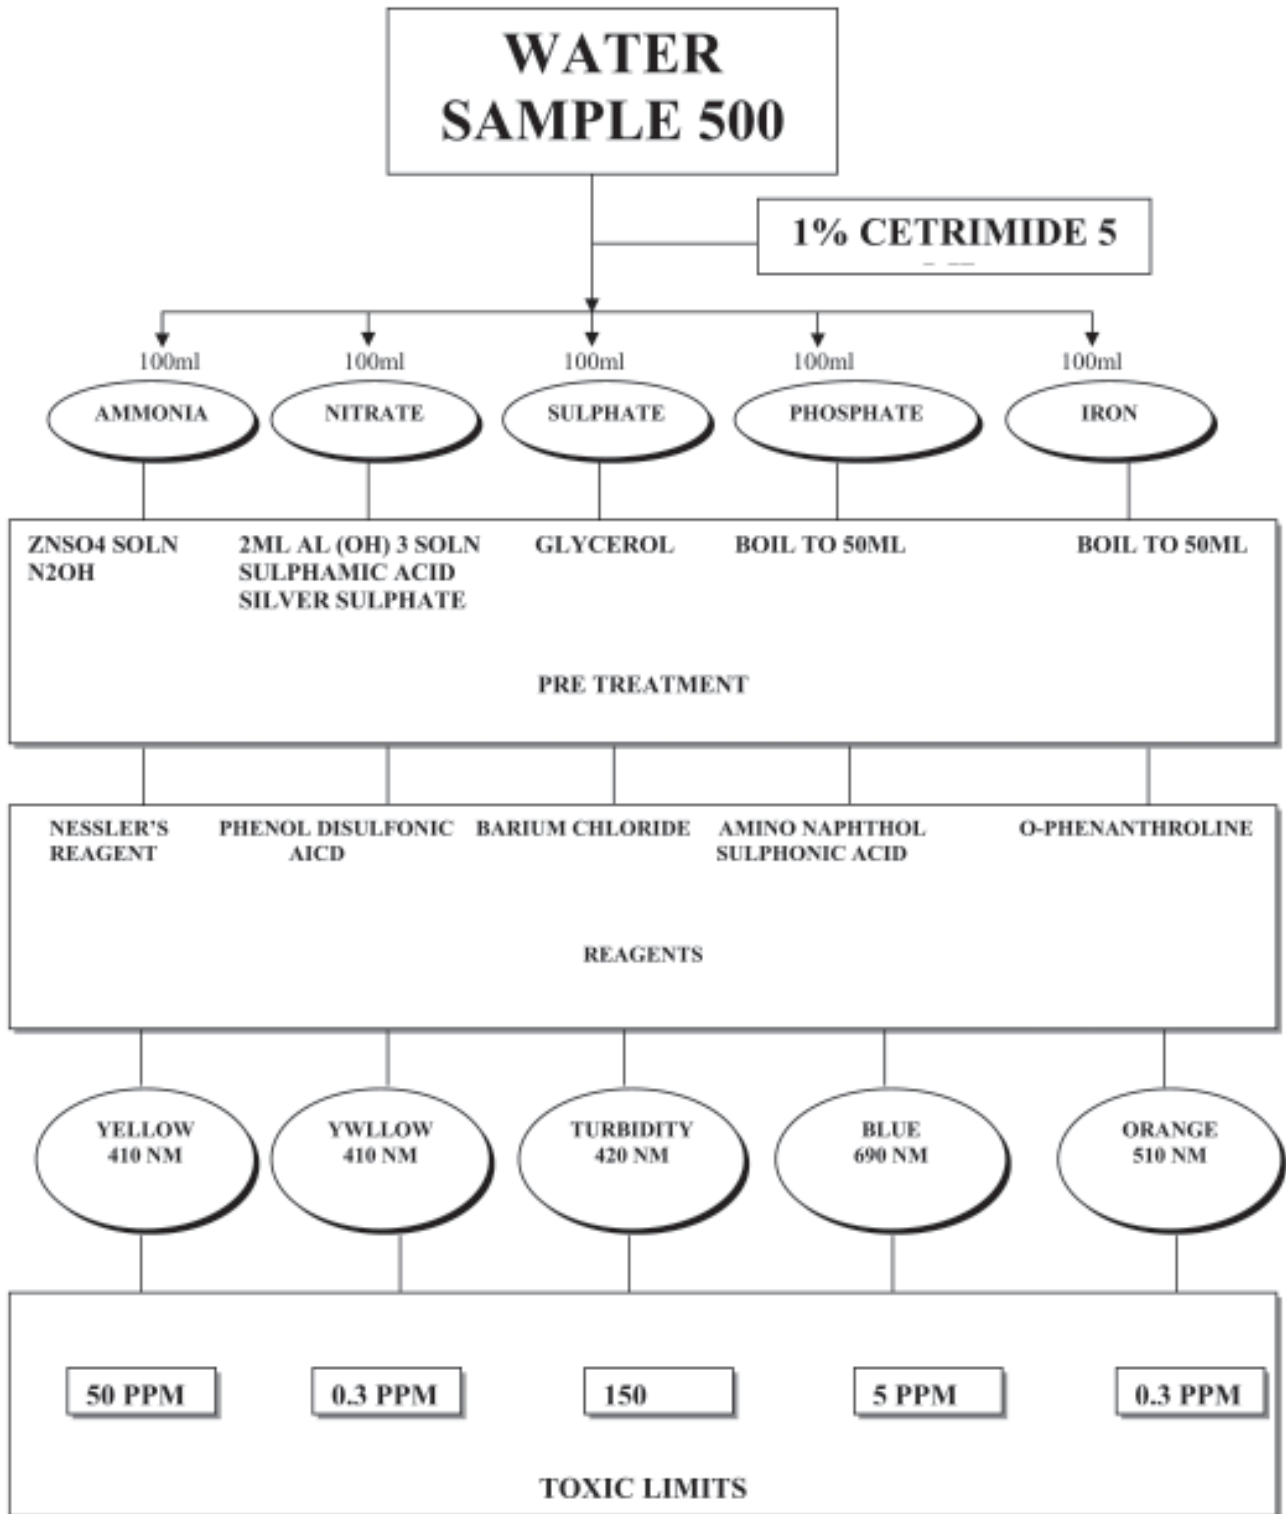 WATER
SAMPLE 500
1% CETRIMIDE 5
100ml 100ml 100ml 100ml 100ml
AMMONIA NITRATE SULPHATE PHOSPHATE IRON
ZNSO4 SOLN 2ML AL (OH) 3 SOLN GLYCEROL BOIL TO 50ML BOIL TO 50ML
N2OH SULPHAMIC ACID
SILVER SULPHATE
PRE TREATMENT
NESSLER'S PHENOL DISULFONIC BARIUM CHLORIDE AMINO NAPHTHOL O-PHENANTHROLINE
REAGENT AICD SULPHONIC ACID
REAGENTS
YELLOW YWLLOW TURBIDITY BLUE ORANGE
410 NM 410 NM 420 NM 690 NM 510 NM
50 PPM 0.3 PPM 150 5 PPM 0.3 PPM
TOXIC LIMITS